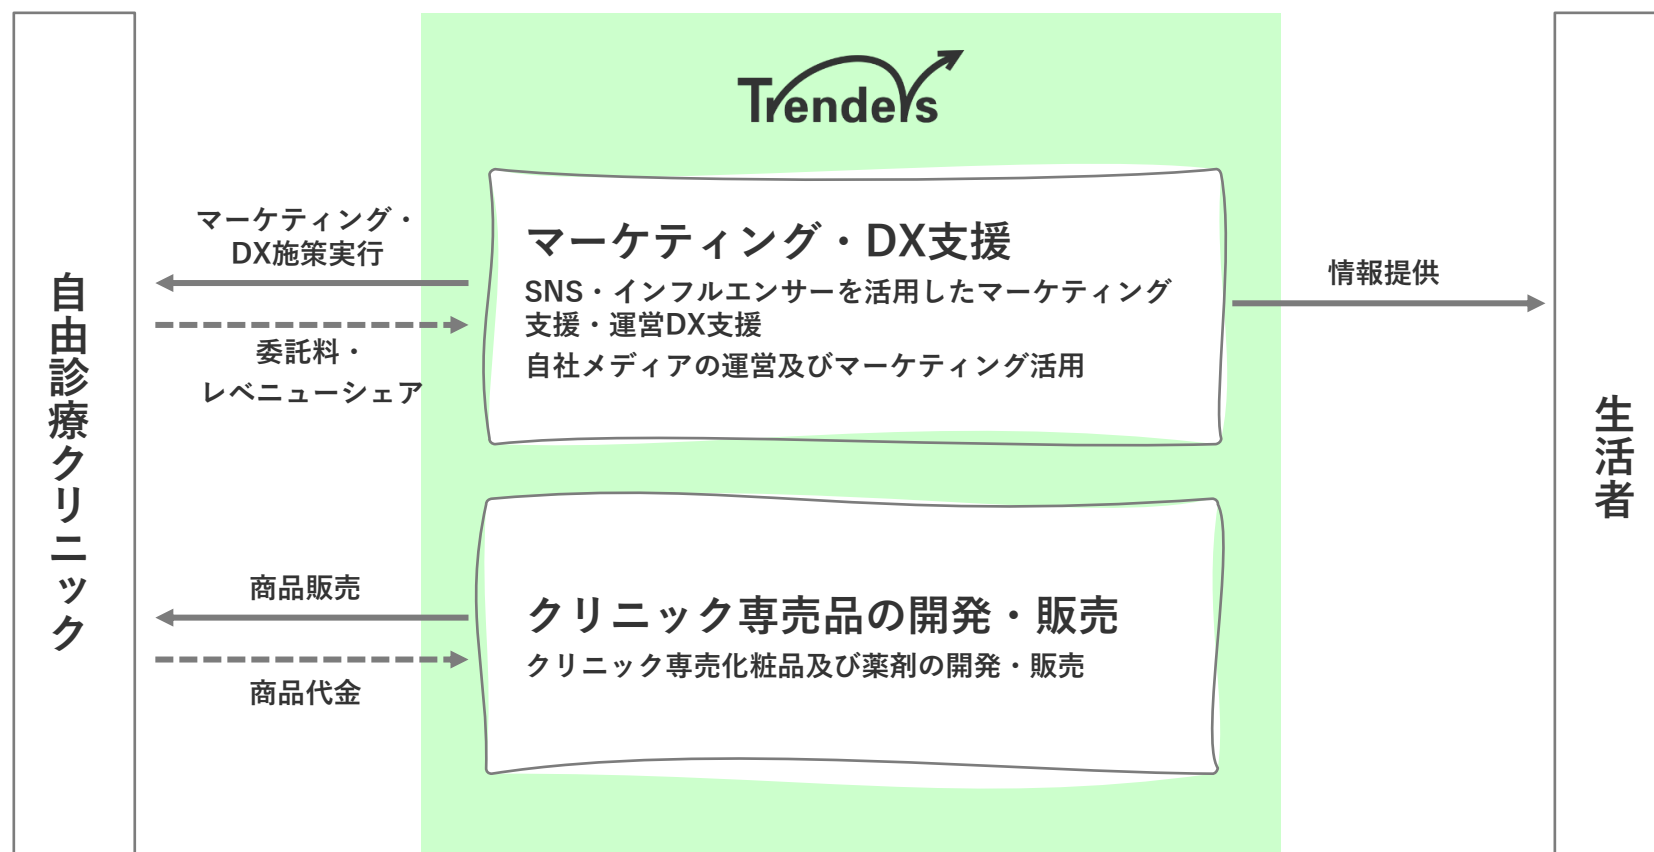 自由診療クリニック
マーケティング・
DX施策実行
委託料・
レベニューシェア
商品販売
商品代金
Trenders
マーケティング・DX支援
SNS・インフルエンサーを活用したマーケティング
支援・運営DX支援
自社メディアの運営及びマーケティング活用
クリニック専売品の開発・販売
クリニック専売化粧品及び薬剤の開発・販売
情報提供
生活者